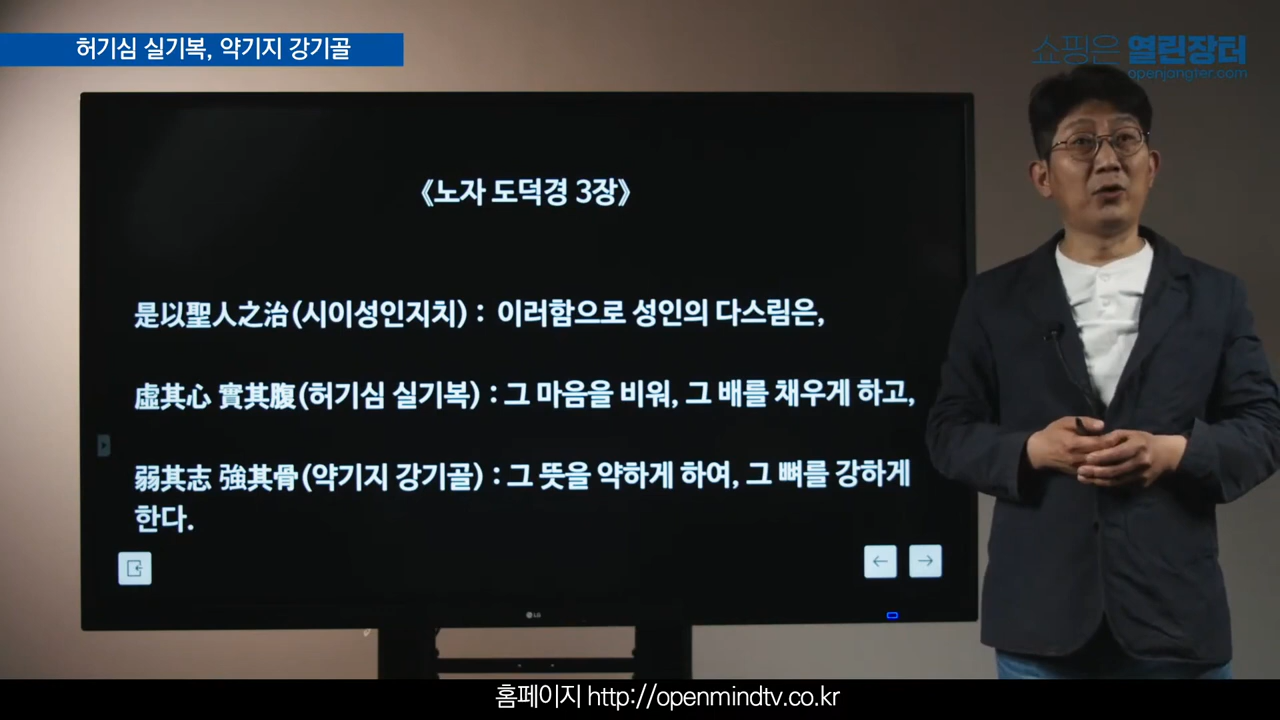 허기심 실기복, 약기지 강기골
쇼핑은 열린장터
openjangter.com
《노자 도덕경 3장》
是以聖人之治(시이성인지치) : 이러함으로 성인의 다스림은,
虛其心 實其腹(허기심 실기복) : 그 마음을 비워, 그 배를 채우게 하고,
弱其志 強其骨(약기지 강기골) : 그 뜻을 약하게 하여, 그 뼈를 강하게
한다.
LG
홈페이지 http://openmindtv.co.kr